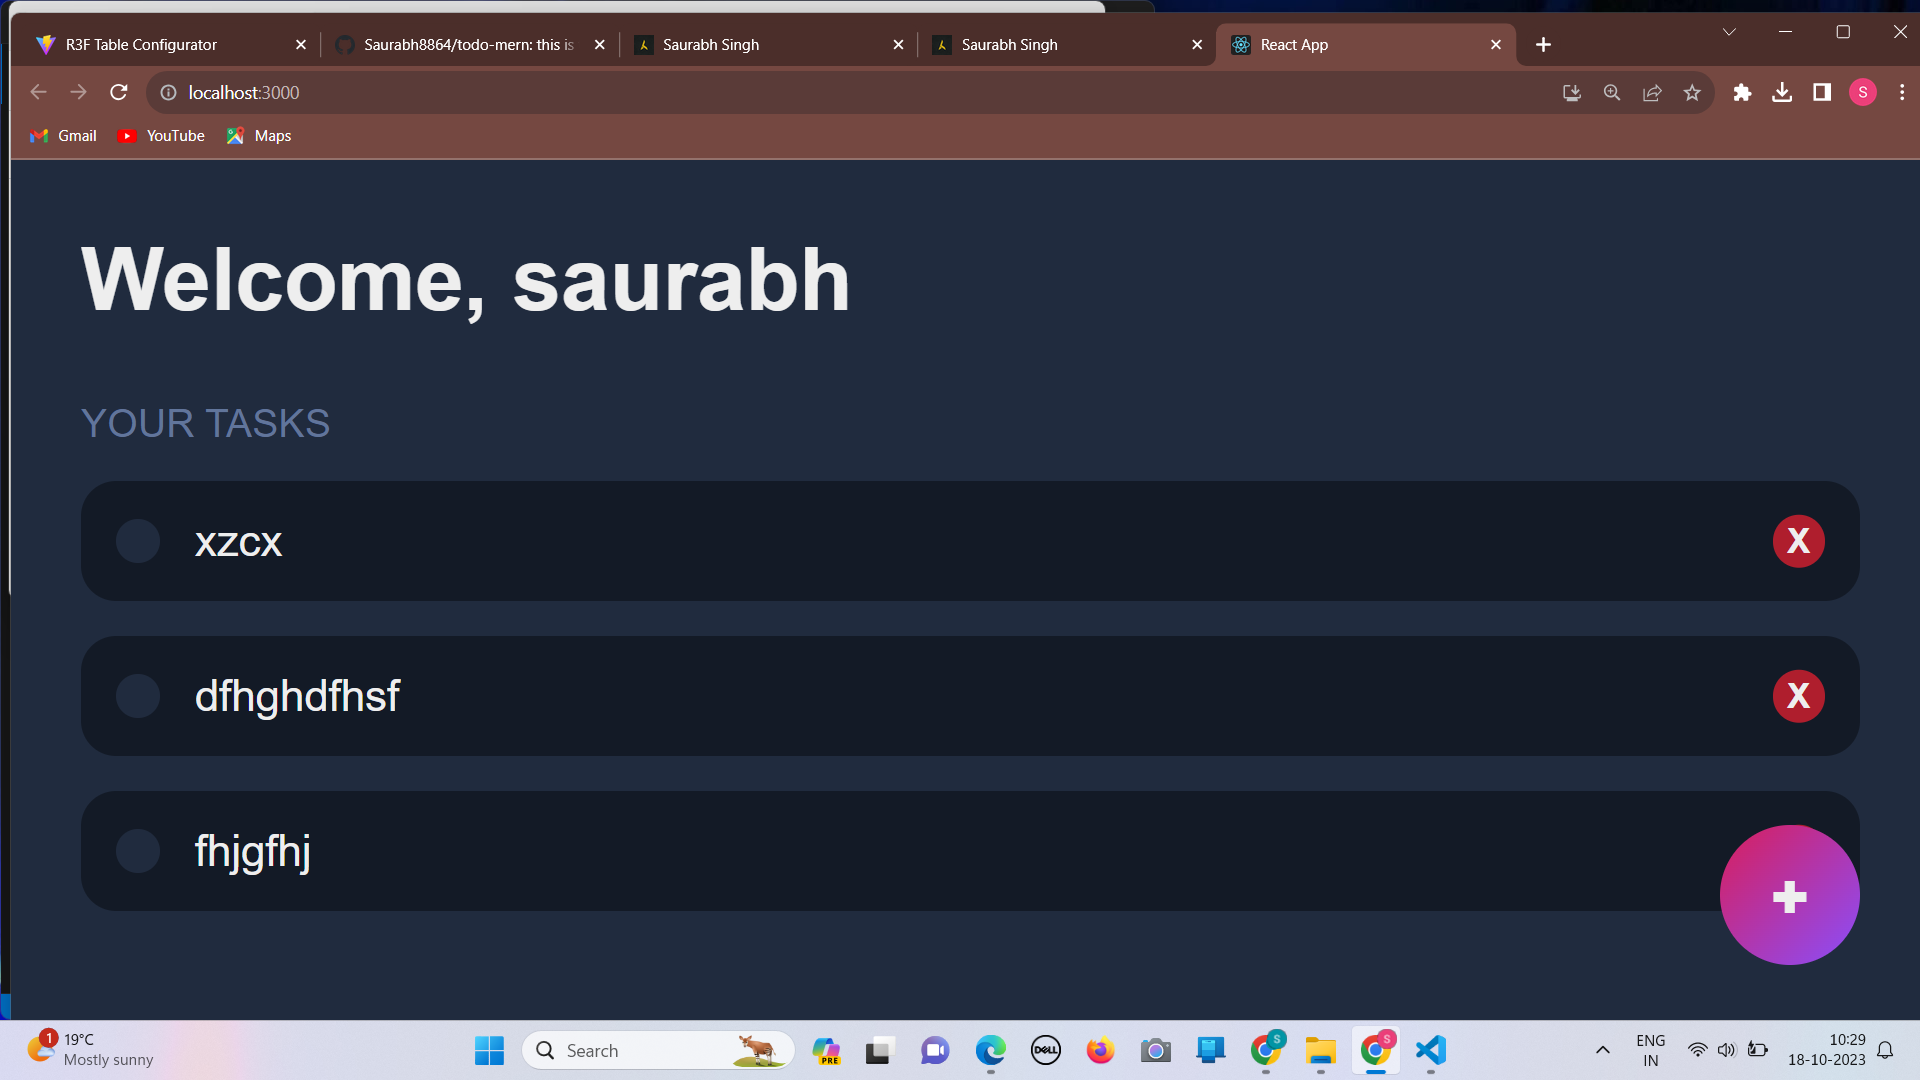 R3F Table Configurator
Saurabh8864/todo-mern: this is
Saurabh Singh
Saurabh Singh
React App
localhost:3000
S
Gmail
YouTube
Maps
Welcome, saurabh
YOUR TASKS
xzcx
X
dfhghdfhsf
X
fhjgfhj
1
19°C
Mostly sunny
Search
PRE
DELL
S
S
ENG
IN
10:29
18-10-2023